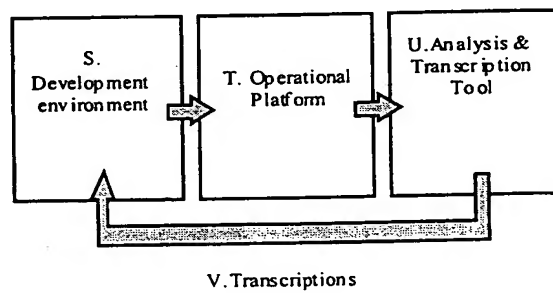 S.
Development
environment
T. Operational
Platform
U. Analysis &
Transcription
Tool
V. Transcriptions